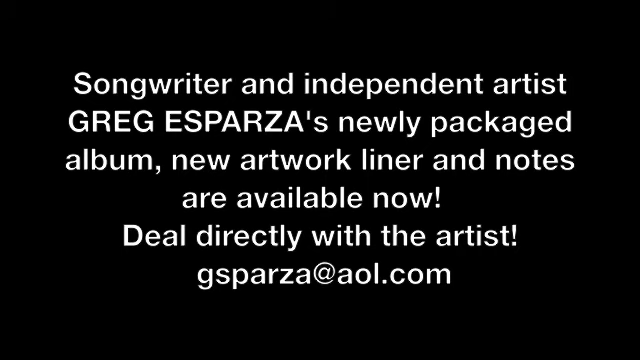 Songwriter and independent artist
GREG ESPARZA's newly packaged
album, new artwork liner and notes
are available now!
Deal directly with the artist!
gsparza@aol.com